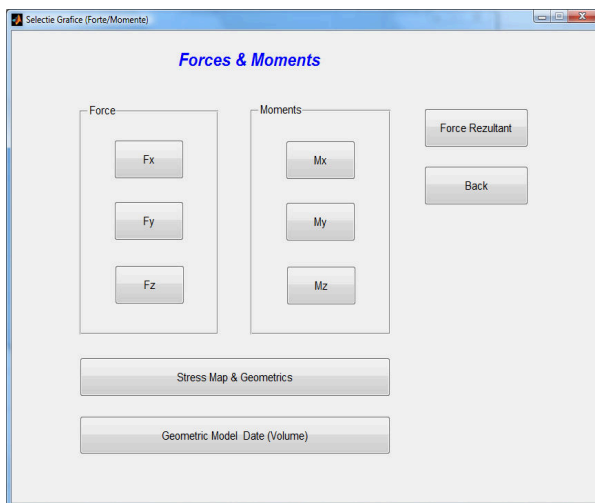 Selectie Grafice (Forte/Momente)
Forces & Moments
Force
Fx
Fy
Fz
Moments
Mx
My
Mz
Force Rezultant
Back
Stress Map & Geometrics
Geometric Model Date (Volume)